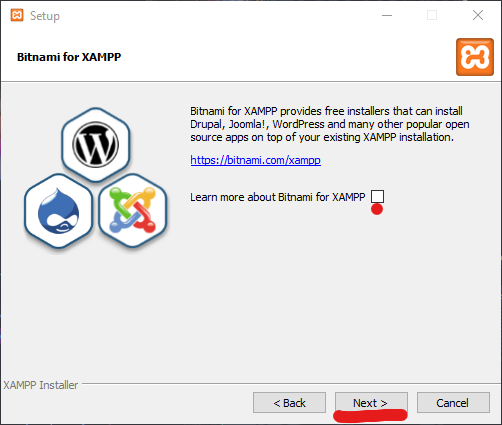 Setup
Bitnami for XAMPP
Bitnami for XAMPP provides free installers that can install
Drupal, Joomla!, WordPress and many other popular open
source apps on top of your existing XAMPP installation.
https://bitnami.com/xampp
Learn more about Bitnami for XAMPP
XAMPP Installer
< Back
Next >
Cancel